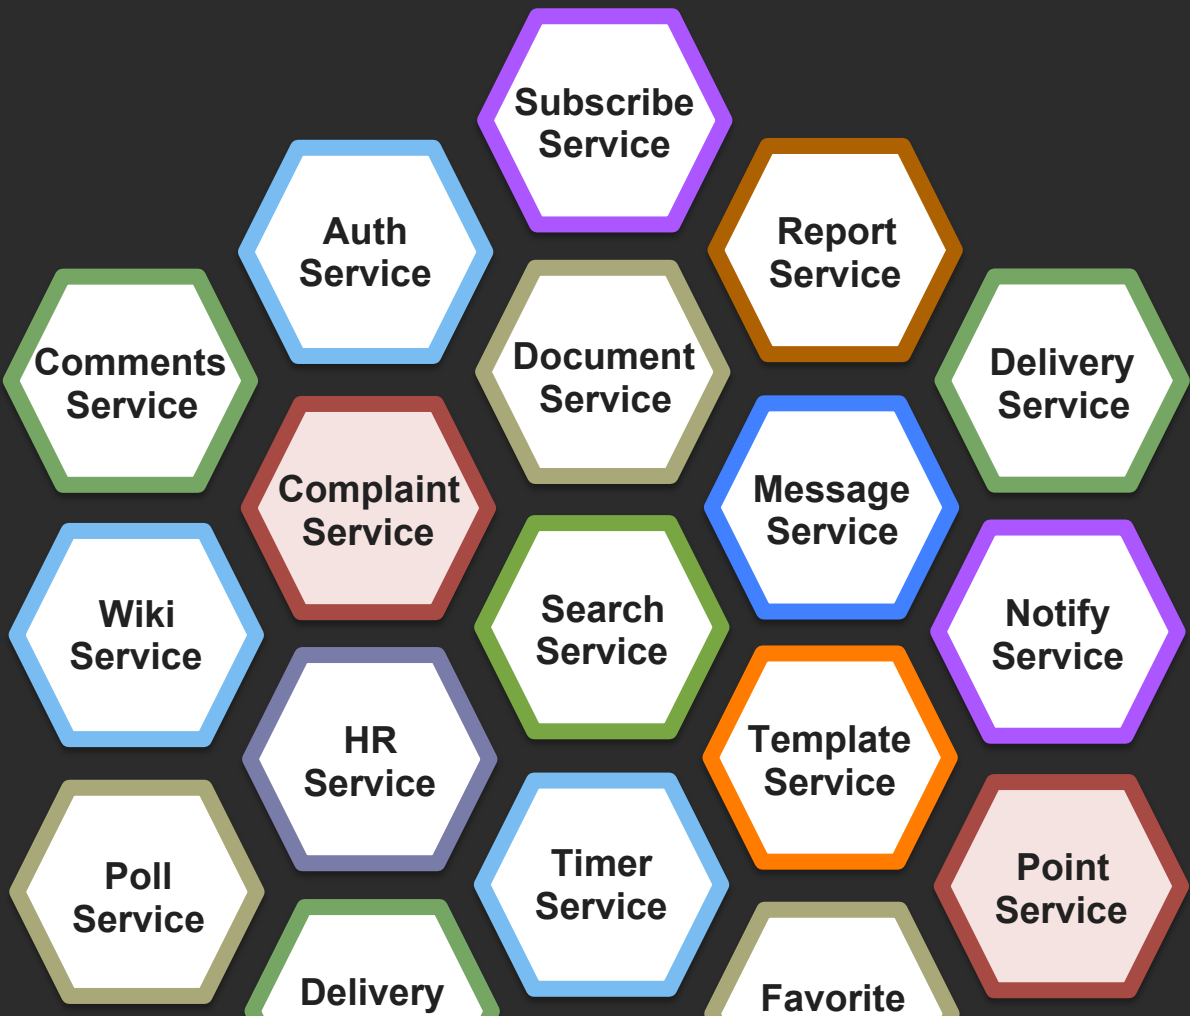 Subscribe
Service
Auth
Service
Report
Service
Comments
Service
Document
Service
Delivery
Service
Complaint
Service
Message
Service
Wiki
Service
Search
Service
Notify
Service
HR
Service
Template
Service
Poll
Service
Timer
Service
Point
Service
Delivery
Favorite